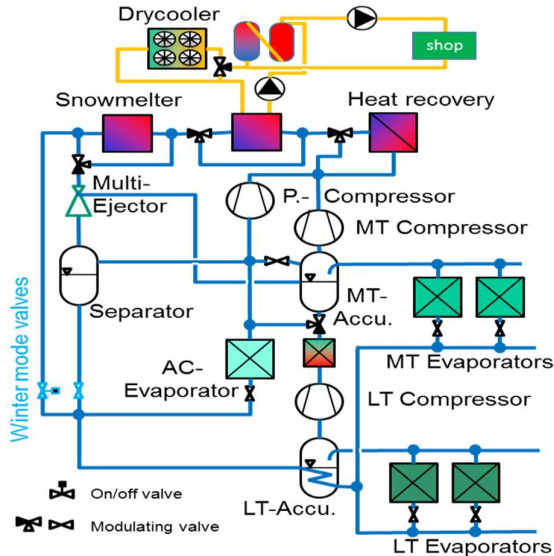 Drycooler
shop
Snowmelter
Heat recovery
Multi-
Ejector
P.- Compressor
MT Compressor
Separator
MT-
Accu.
AC-
Evaporator
MT Evaporators
LT Compressor
Winter mode valves
On/off valve
Modulating valve
LT-Accu.
LT Evaporators